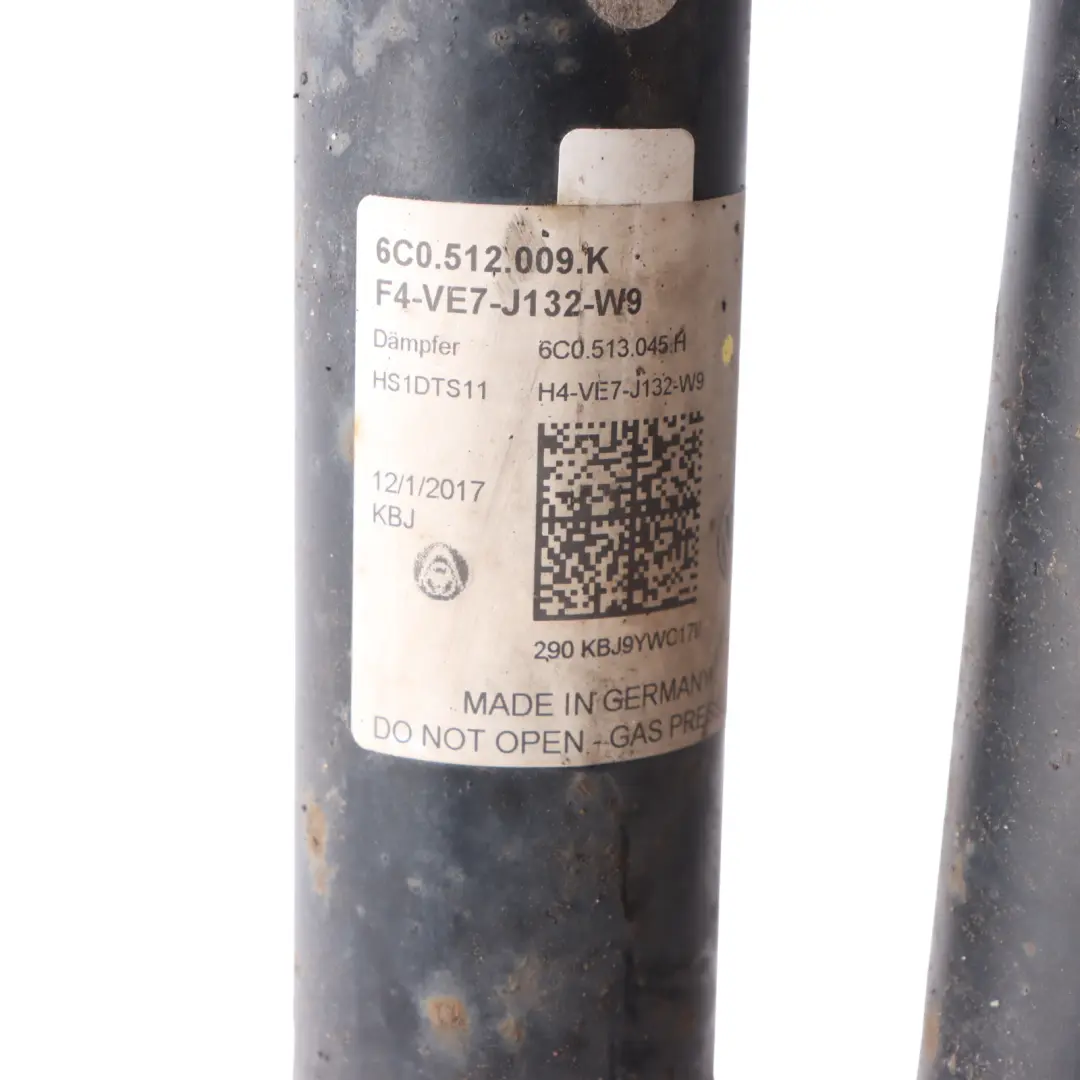 6C0.512.009.K
F4-VE7-J132-W9
Dämpfer 6C0.513.045.H
HS1DTS11 H4-VE7-J132-W9
12/1/2017
KBJ
290 KBJ9YWC17
MADE IN GERMANY
DO NOT OPEN - GAS